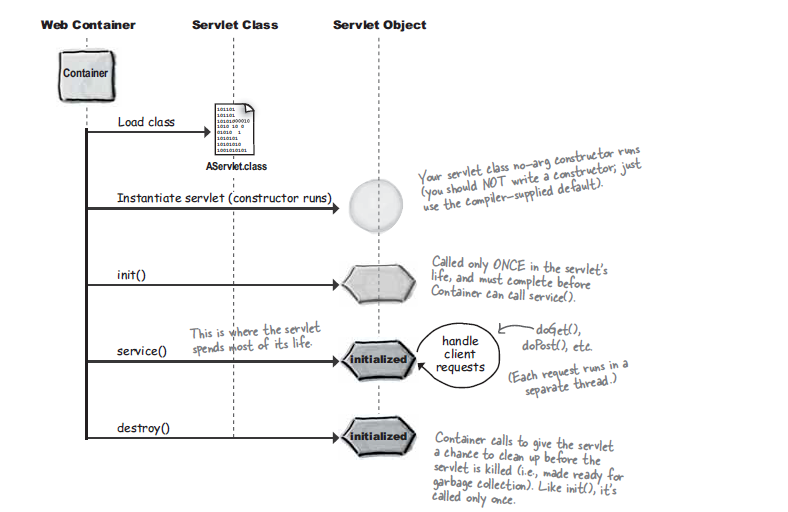 Web Container Servlet Class Servlet Object
Container
Load class
101101
101101
10101000010
1010 10 0
01010 1
1010101
10101010
1001010101
AServlet.class
Instantiate servlet (constructor runs)
Your servlet class no-arg constructor runs
(you should NOT write a constructor; just
use the compiler-supplied default).
init()
Called only ONCE in the servlet's
life, and must complete before
Container can call service().
service()
This is where the servlet
spends most of its life.
initialized
handle
client
requests
doGet(),
doPost(), etc.
(Each request runs in a
separate thread.)
destroy()
initialized
Container calls to give the servlet
a chance to clean up before the
servlet is killed (i.e., made ready for
garbage collection). Like init(), it's
called only once.